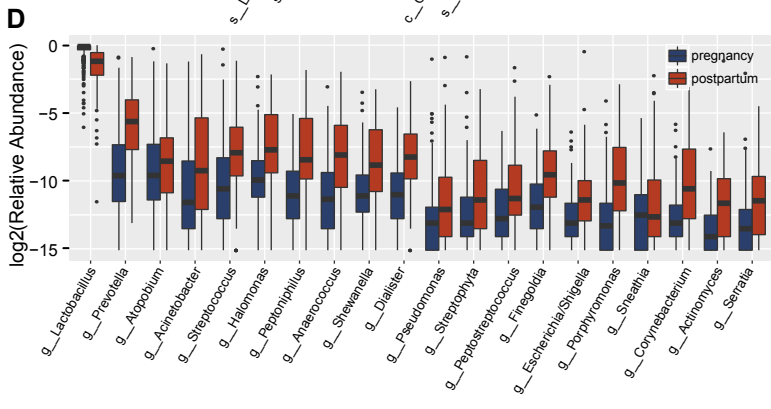 D
log2(Relative Abundance)
0
−5
−10
−15
pregnancy
postpartum
g__Lactobacillus
g__Prevotella
g__Atopobium
g__Acinetobacter
g__Streptococcus
g__Halomonas
g__Peptoniphilus
g__Anaerococcus
g__Shewanella
g__Dialister
g__Pseudomonas
g__Streptophyta
g__Peptostreptococcus
g__Finegoldia
g__Escherichia/Shigella
g__Porphyromonas
g__Sneathia
g__Corynebacterium
g__Actinomyces
g__Serratia